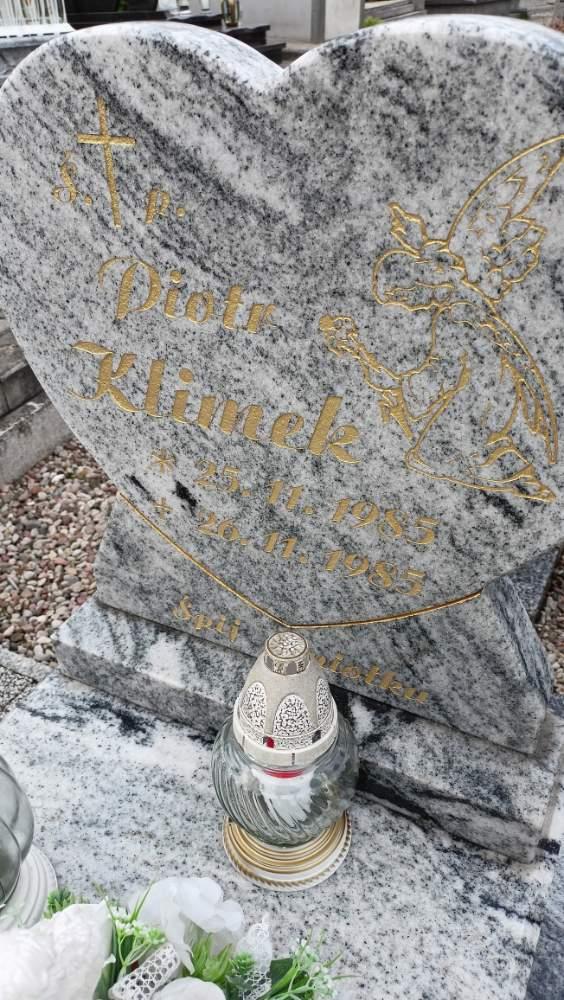 ś. p.
Piotr
Klimek
* 25. 11. 1985
+ 26. 11. 1985
Śpij